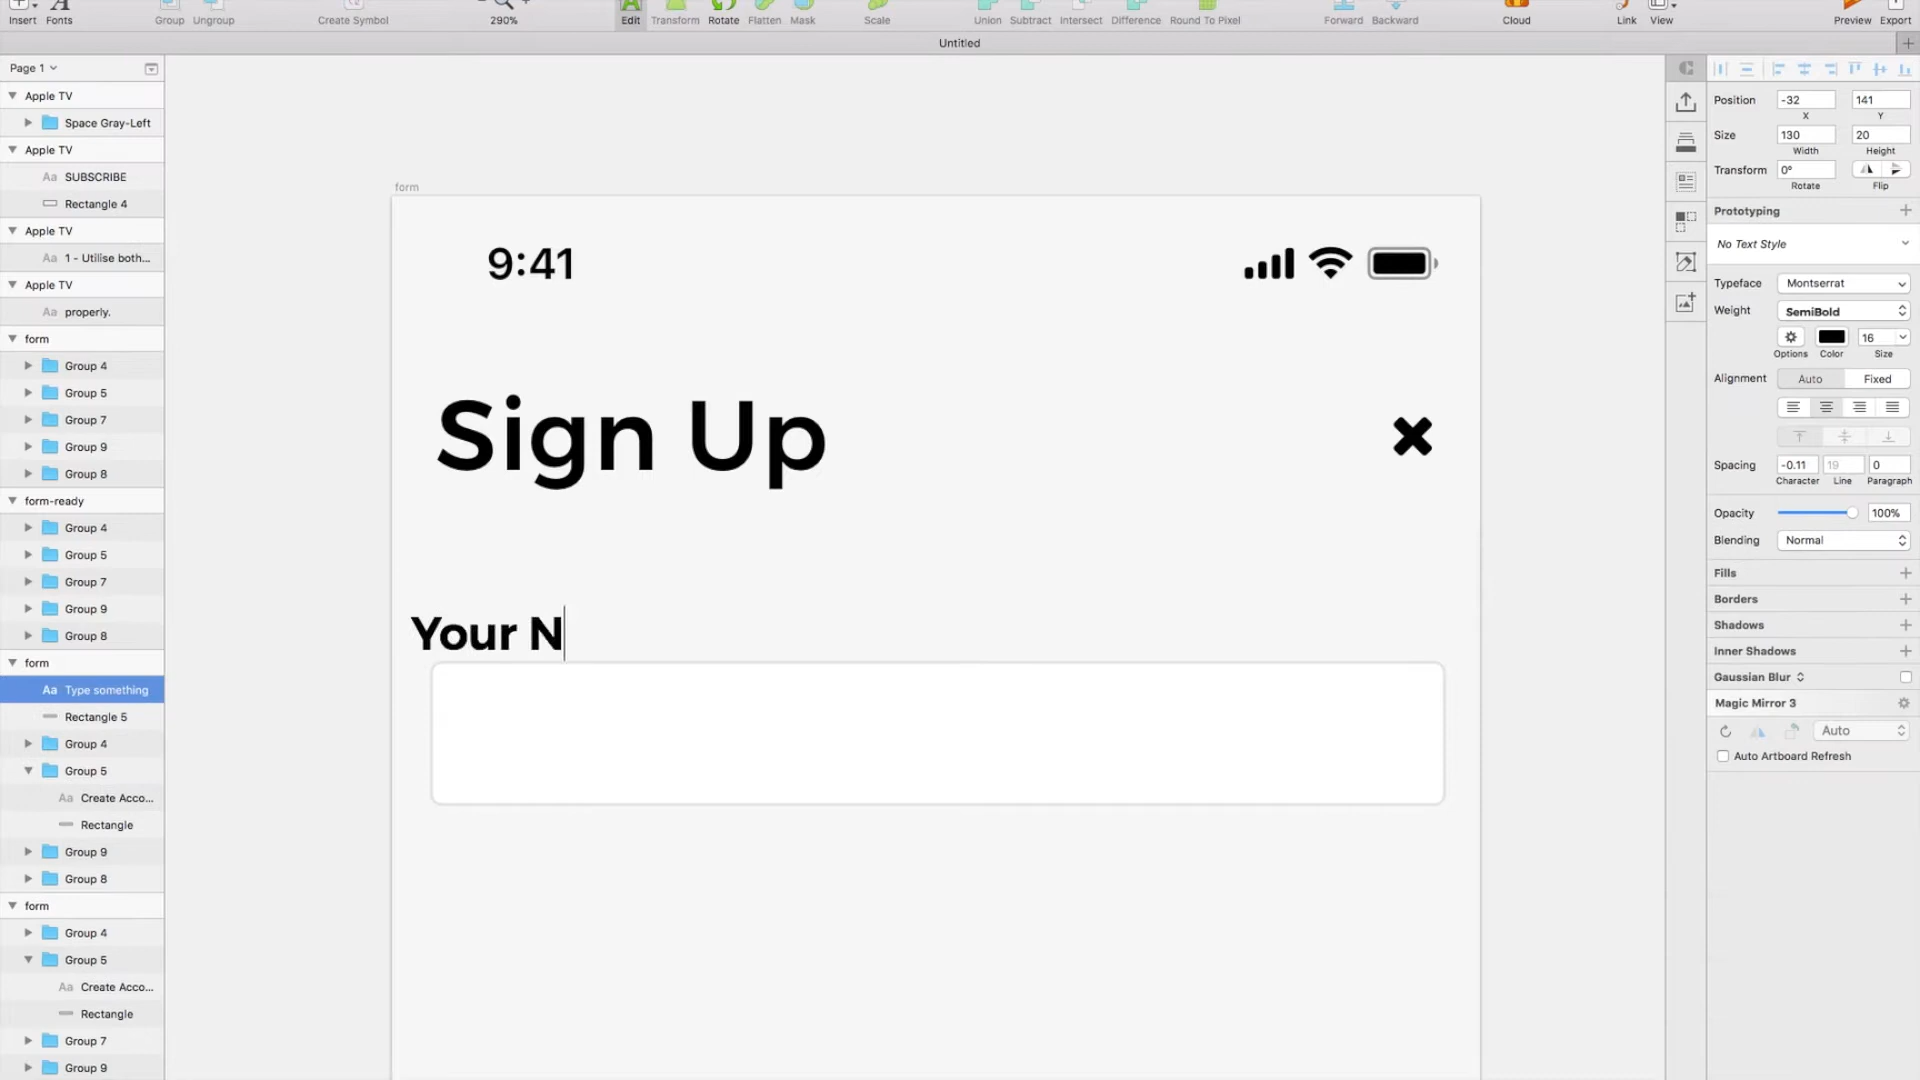 Insert Fonts Group Ungroup Create Symbol 290% Edit Transform Rotate Flatten Mask Scale Union Subtract Intersect Difference Round To Pixel Forward Backward Cloud Link View Preview Export
Untitled
Page 1
Apple TV
Space Gray-Left
Apple TV
SUBSCRIBE
Rectangle 4
Apple TV
1 - Utilise both...
Apple TV
properly.
form
Group 4
Group 5
Group 7
Group 9
Group 8
form-ready
Group 4
Group 5
Group 7
Group 9
Group 8
form
Aa Type something
Rectangle 5
Group 4
Group 5
Aa Create Acco...
Rectangle
Group 9
Group 8
form
Group 4
Group 5
Aa Create Acco...
Rectangle
Group 7
Group 9
form
9:41
Sign Up
Your N
Position -32 141
X Y
Size 130 20
Width Height
Transform 0°
Rotate Flip
Prototyping
No Text Style
Typeface Montserrat
Weight SemiBold
16
Options Color Size
Alignment Auto Fixed
Spacing -0.11 19 0
Character Line Paragraph
Opacity 100%
Blending Normal
Fills
Borders
Shadows
Inner Shadows
Gaussian Blur
Magic Mirror 3
Auto
Auto Artboard Refresh